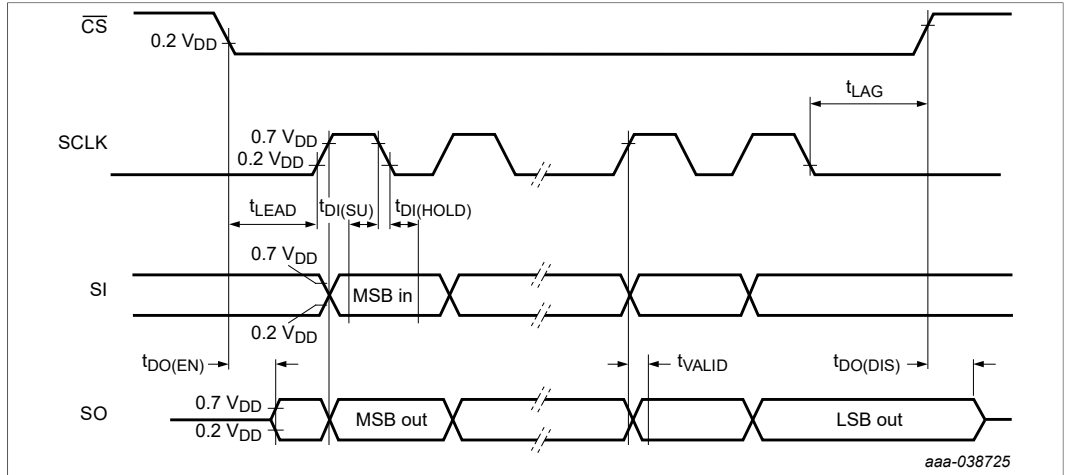 CS
0.2 VDD
tLAG
SCLK
0.7 VDD
0.2 VDD
tLEAD
tDI(SU)
tDI(HOLD)
0.7 VDD
SI
MSB in
0.2 VDD
tDO(EN)
tVALID
tDO(DIS)
SO
0.7 VDD
0.2 VDD
MSB out
LSB out
aaa-038725